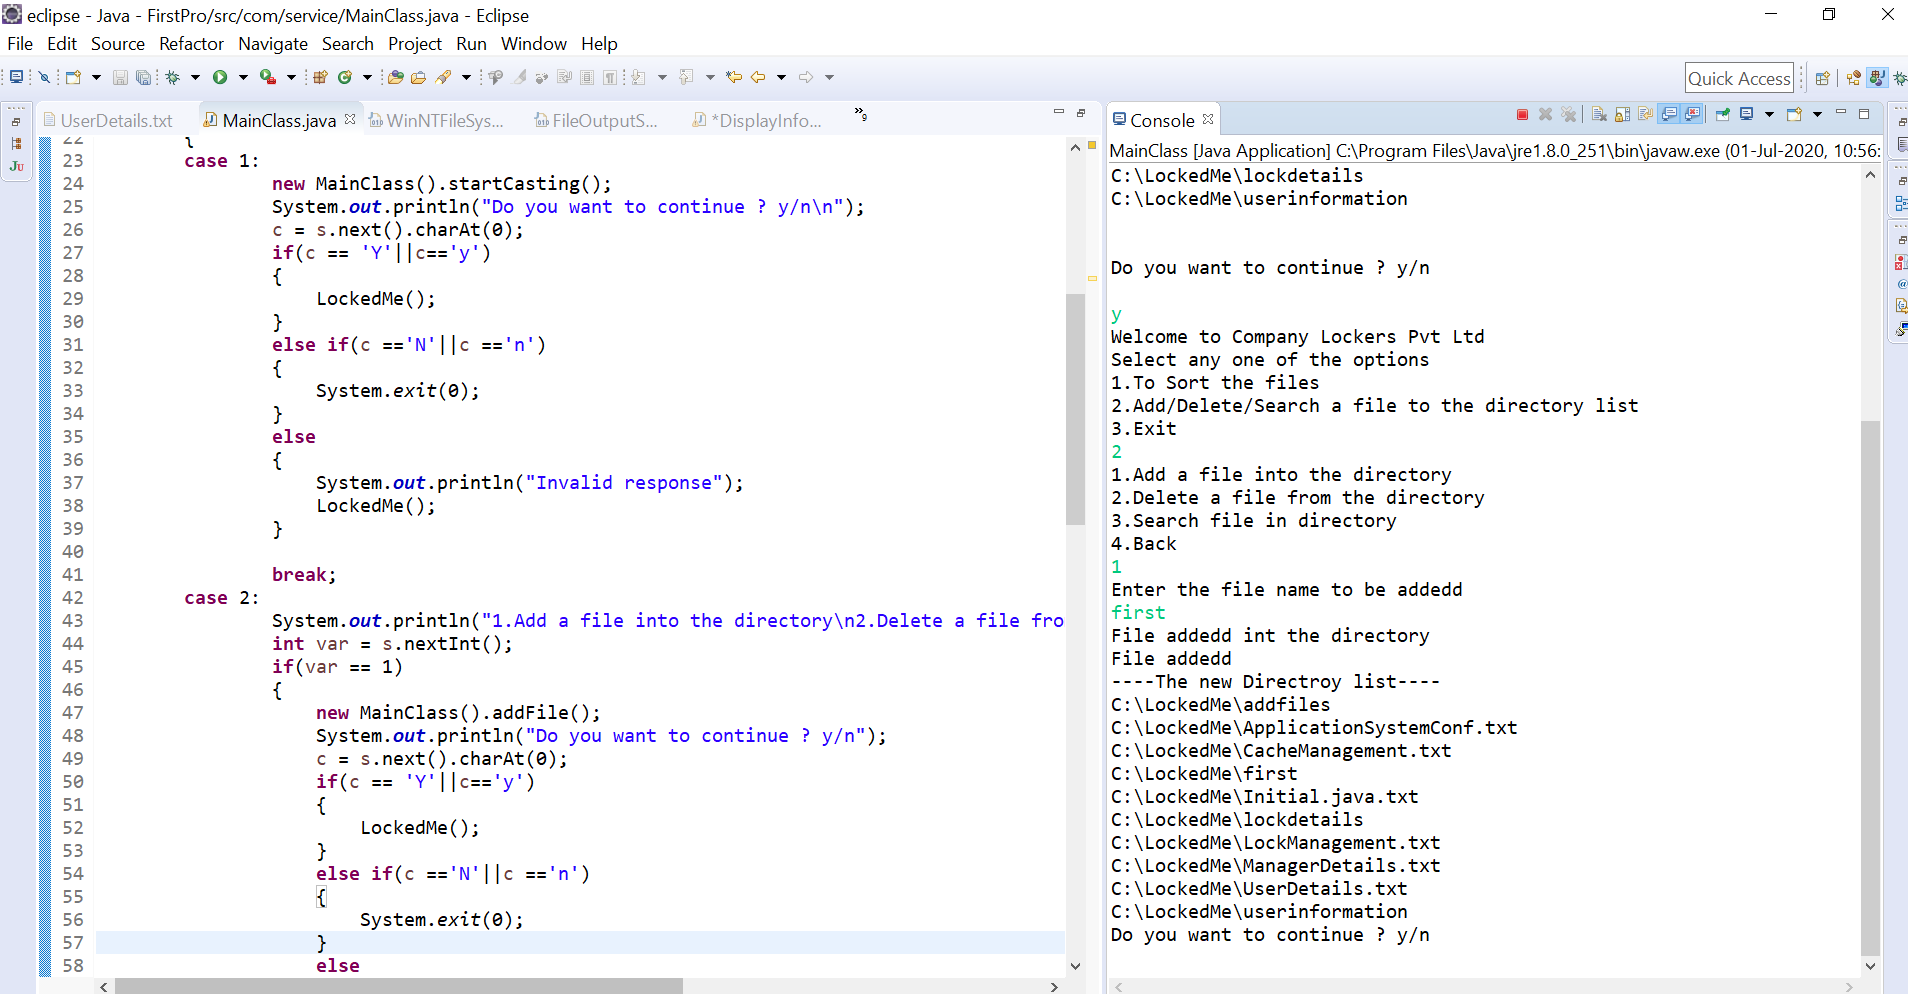 eclipse - Java - FirstPro/src/com/service/MainClass.java - Eclipse
File Edit Source Refactor Navigate Search Project Run Window Help
Quick Access
UserDetails.txt MainClass.java WinNTFileSys... FileOutputS... *DisplayInfo... »9
22 {
23 case 1:
24 new MainClass().startCasting();
25 System.out.println("Do you want to continue ? y/n\n");
26 c = s.next().charAt(0);
27 if(c == 'Y'||c=='y')
28 {
29 LockedMe();
30 }
31 else if(c =='N'||c =='n')
32 {
33 System.exit(0);
34 }
35 else
36 {
37 System.out.println("Invalid response");
38 LockedMe();
39 }
40
41 break;
42 case 2:
43 System.out.println("1.Add a file into the directory\n2.Delete a file fro
44 int var = s.nextInt();
45 if(var == 1)
46 {
47 new MainClass().addFile();
48 System.out.println("Do you want to continue ? y/n");
49 c = s.next().charAt(0);
50 if(c == 'Y'||c=='y')
51 {
52 LockedMe();
53 }
54 else if(c =='N'||c =='n')
55 {
56 System.exit(0);
57 }
58 else
Console
MainClass [Java Application] C:\Program Files\Java\jre1.8.0_251\bin\javaw.exe (01-Jul-2020, 10:56:
C:\LockedMe\lockdetails
C:\LockedMe\userinformation
Do you want to continue ? y/n
y
Welcome to Company Lockers Pvt Ltd
Select any one of the options
1.To Sort the files
2.Add/Delete/Search a file to the directory list
3.Exit
2
1.Add a file into the directory
2.Delete a file from the directory
3.Search file in directory
4.Back
1
Enter the file name to be addedd
first
File addedd int the directory
File addedd
----The new Directroy list----
C:\LockedMe\addfiles
C:\LockedMe\ApplicationSystemConf.txt
C:\LockedMe\CacheManagement.txt
C:\LockedMe\first
C:\LockedMe\Initial.java.txt
C:\LockedMe\lockdetails
C:\LockedMe\LockManagement.txt
C:\LockedMe\ManagerDetails.txt
C:\LockedMe\UserDetails.txt
C:\LockedMe\userinformation
Do you want to continue ? y/n